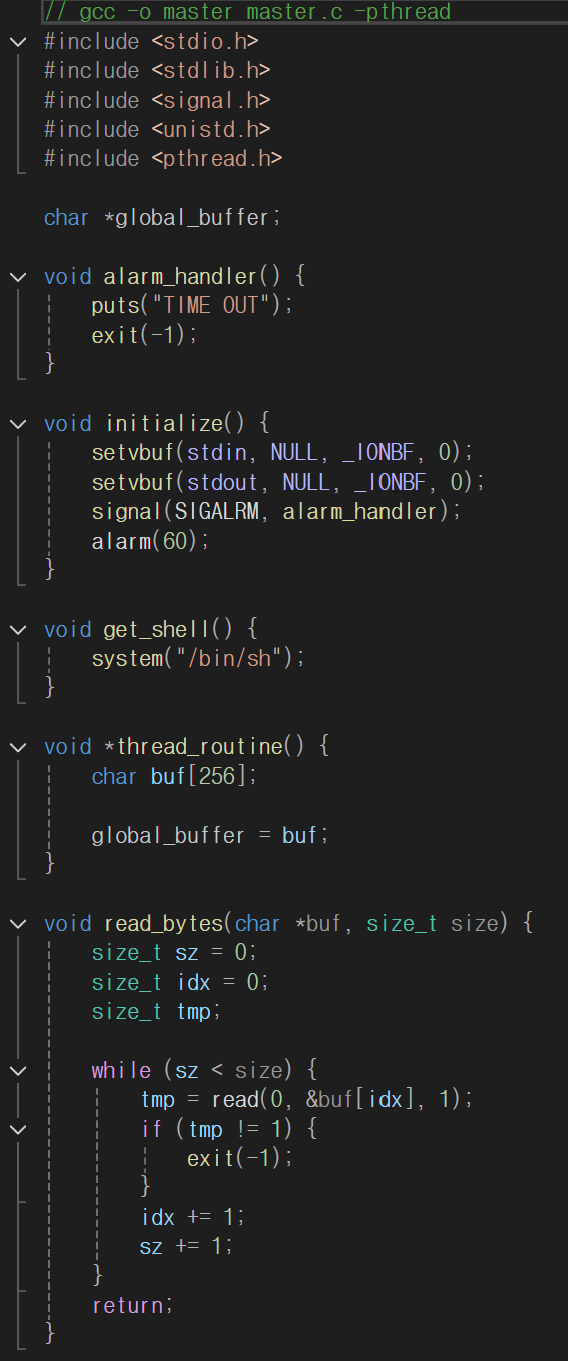 // gcc -o master master.c -pthread
#include <stdio.h>
#include <stdlib.h>
#include <signal.h>
#include <unistd.h>
#include <pthread.h>

char *global_buffer;

void alarm_handler() {
    puts("TIME OUT");
    exit(-1);
}

void initialize() {
    setvbuf(stdin, NULL, _IONBF, 0);
    setvbuf(stdout, NULL, _IONBF, 0);
    signal(SIGALRM, alarm_handler);
    alarm(60);
}

void get_shell() {
    system("/bin/sh");
}

void *thread_routine() {
    char buf[256];

    global_buffer = buf;
}

void read_bytes(char *buf, size_t size) {
    size_t sz = 0;
    size_t idx = 0;
    size_t tmp;

    while (sz < size) {
        tmp = read(0, &buf[idx], 1);
        if (tmp != 1) {
            exit(-1);
        }
        idx += 1;
        sz += 1;
    }
    return;
}